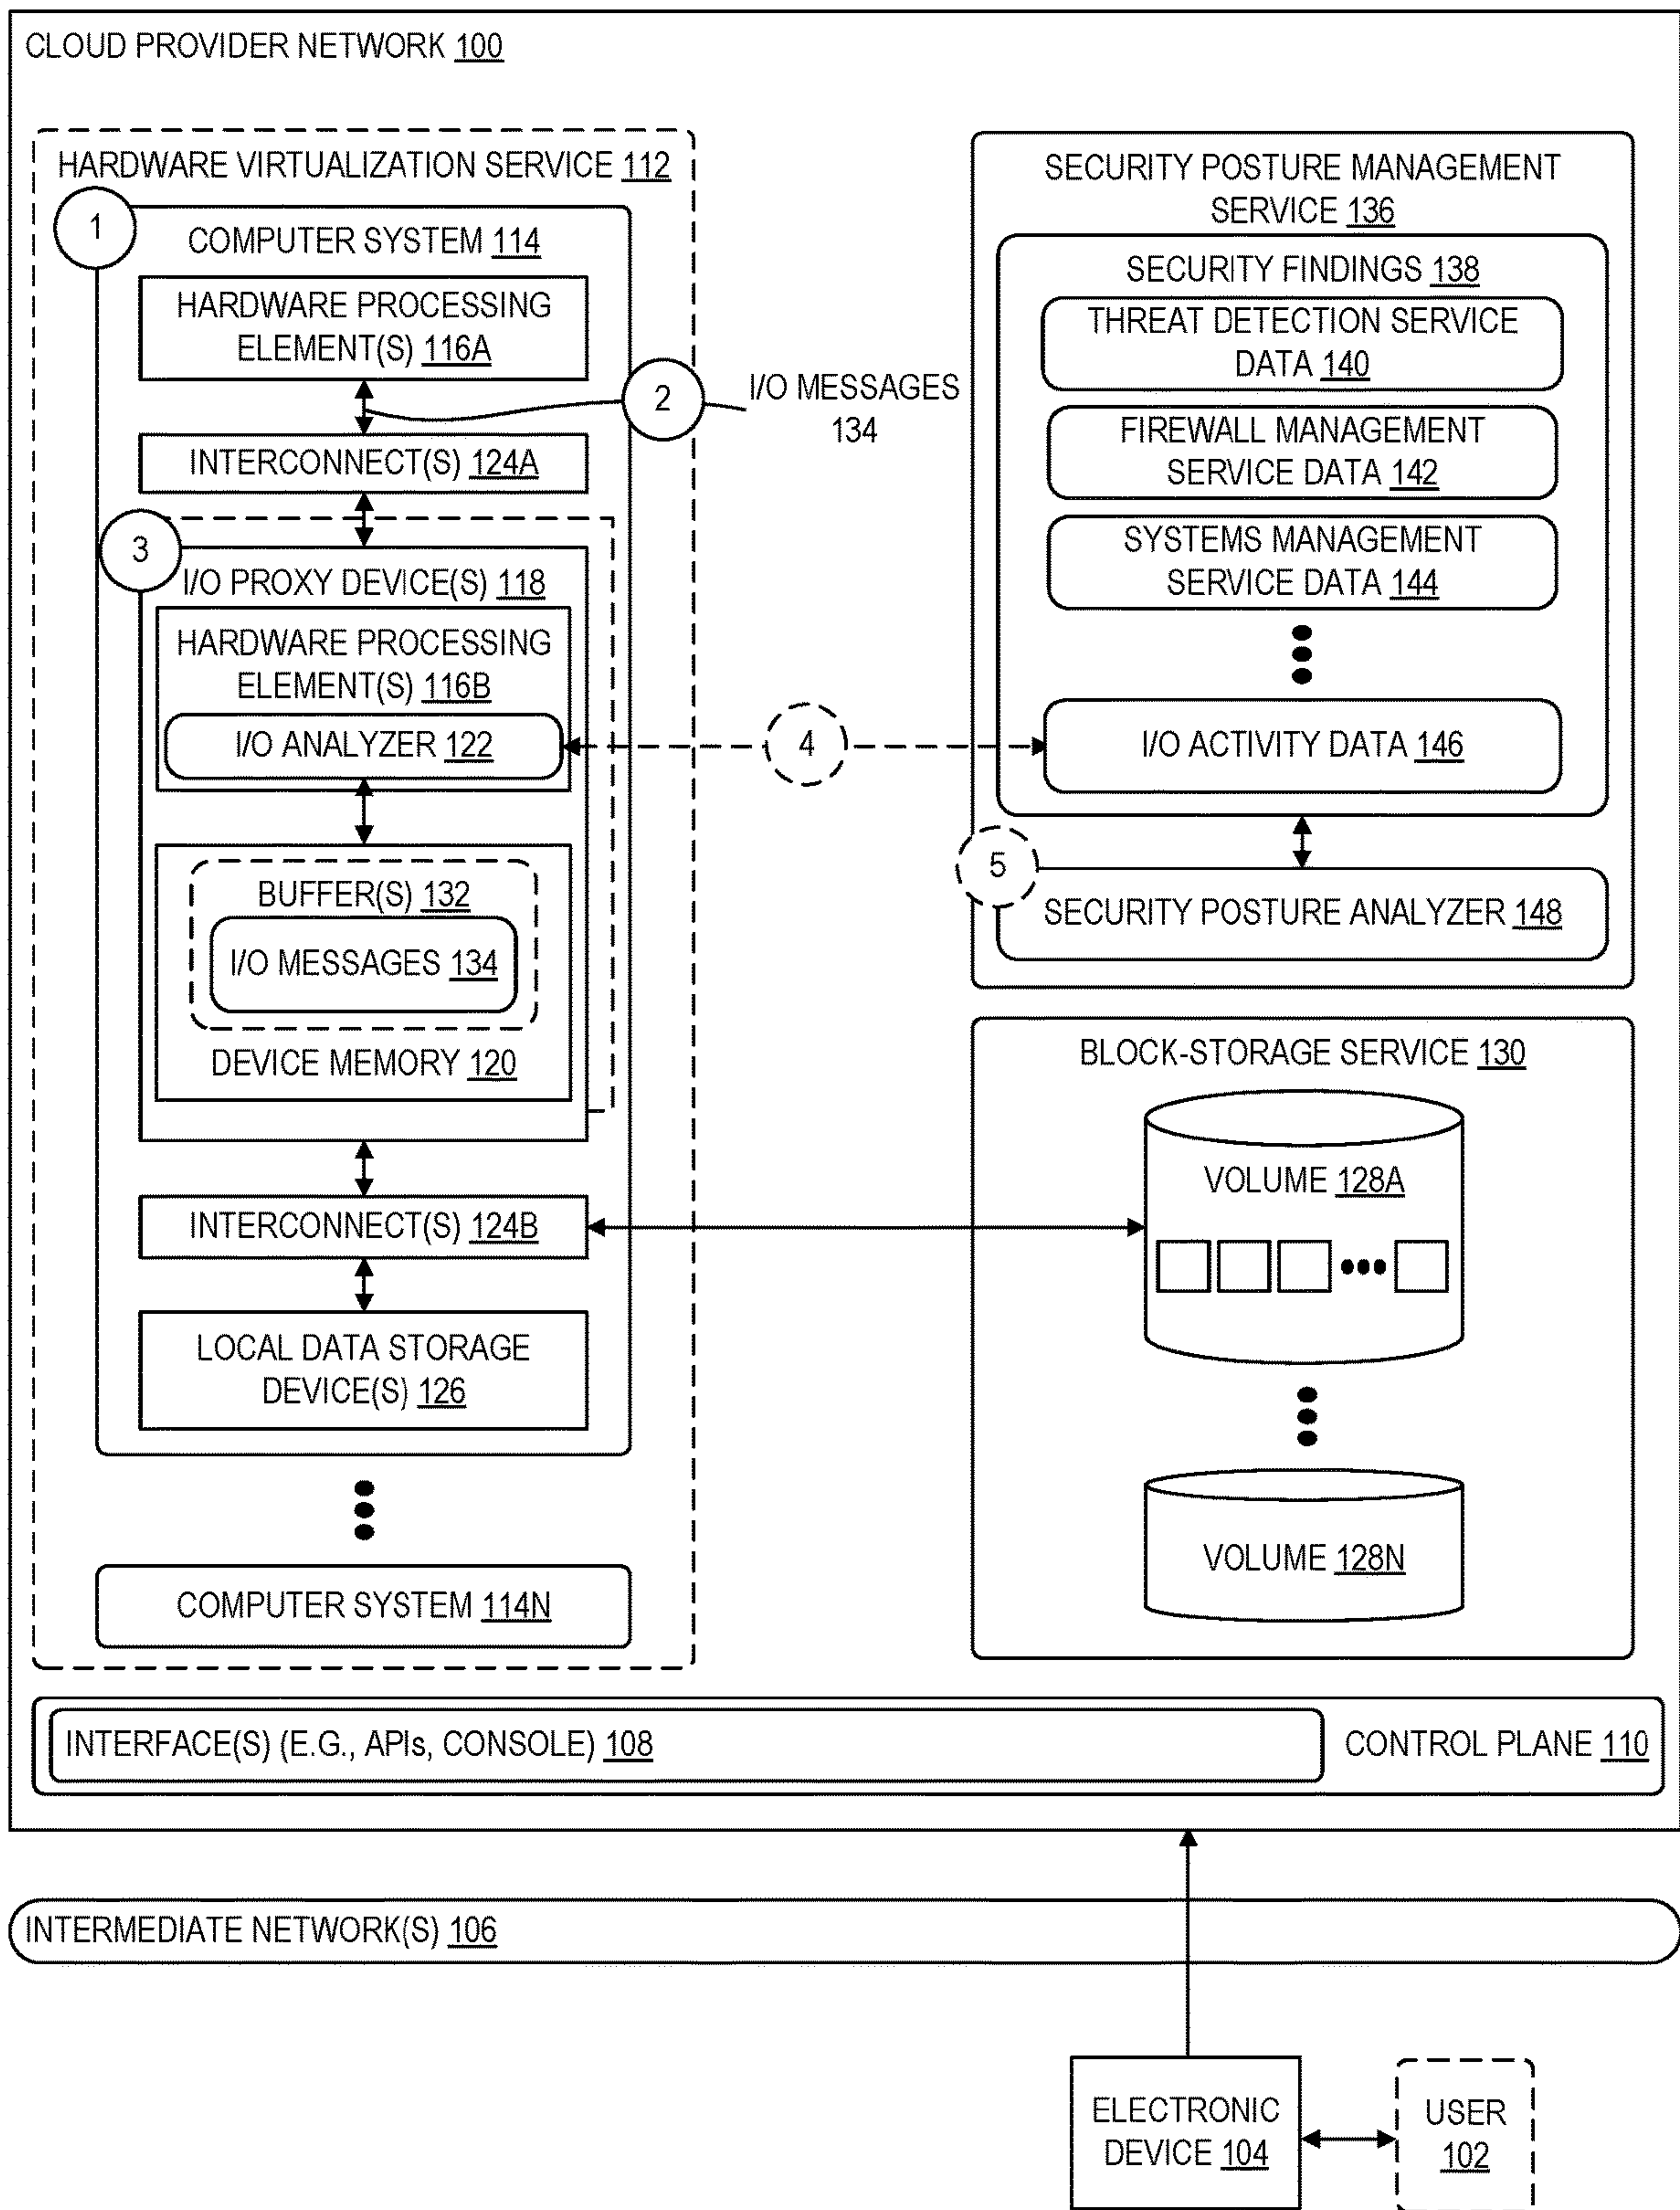 CLOUD PROVIDER NETWORK 100
HARDWARE VIRTUALIZATION SERVICE 112
1
COMPUTER SYSTEM 114
HARDWARE PROCESSING
ELEMENT(S) 116A
2
I/O MESSAGES
134
INTERCONNECT(S) 124A
3
I/O PROXY DEVICE(S) 118
HARDWARE PROCESSING
ELEMENT(S) 116B
I/O ANALYZER 122
4
BUFFER(S) 132
I/O MESSAGES 134
DEVICE MEMORY 120
INTERCONNECT(S) 124B
LOCAL DATA STORAGE
DEVICE(S) 126
COMPUTER SYSTEM 114N
SECURITY POSTURE MANAGEMENT
SERVICE 136
SECURITY FINDINGS 138
THREAT DETECTION SERVICE
DATA 140
FIREWALL MANAGEMENT
SERVICE DATA 142
SYSTEMS MANAGEMENT
SERVICE DATA 144
I/O ACTIVITY DATA 146
5
SECURITY POSTURE ANALYZER 148
BLOCK-STORAGE SERVICE 130
VOLUME 128A
VOLUME 128N
INTERFACE(S) (E.G., APIs, CONSOLE) 108
CONTROL PLANE 110
INTERMEDIATE NETWORK(S) 106
ELECTRONIC
DEVICE 104
USER
102